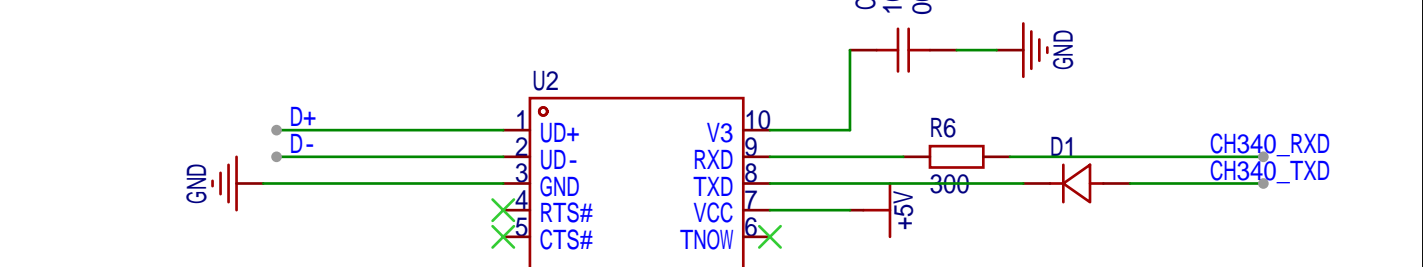 GND
U2
D+
1
UD+
V3
10
R6
D-
2
UD-
RXD
9
D1
CH340_RXD
GND
3
GND
TXD
8
300
CH340_TXD
4
RTS#
VCC
7
+5V
5
CTS#
TNOW
6